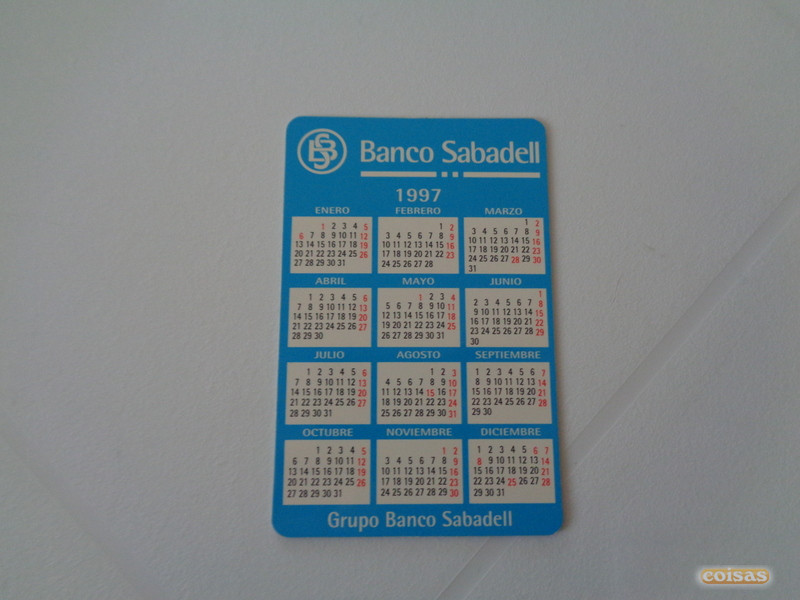 BS
Banco Sabadell
1997
ENERO FEBRERO MARZO
1 2 3 4 5
6 7 8 9 10 11 12
13 14 15 16 17 18 19
20 21 22 23 24 25 26
27 28 29 30 31
1 2
3 4 5 6 7 8 9
10 11 12 13 14 15 16
17 18 19 20 21 22 23
24 25 26 27 28
1 2
3 4 5 6 7 8 9
10 11 12 13 14 15 16
17 18 19 20 21 22 23
24 25 26 27 28 29 30
31
ABRIL MAYO JUNIO
1 2 3 4 5 6
7 8 9 10 11 12 13
14 15 16 17 18 19 20
21 22 23 24 25 26 27
28 29 30
1 2 3 4
5 6 7 8 9 10 11
12 13 14 15 16 17 18
19 20 21 22 23 24 25
26 27 28 29 30 31
1
2 3 4 5 6 7 8
9 10 11 12 13 14 15
16 17 18 19 20 21 22
23 24 25 26 27 28 29
30
JULIO AGOSTO SEPTIEMBRE
1 2 3 4 5 6
7 8 9 10 11 12 13
14 15 16 17 18 19 20
21 22 23 24 25 26 27
28 29 30 31
1 2 3
4 5 6 7 8 9 10
11 12 13 14 15 16 17
18 19 20 21 22 23 24
25 26 27 28 29 30 31
1 2 3 4 5 6 7
8 9 10 11 12 13 14
15 16 17 18 19 20 21
22 23 24 25 26 27 28
29 30
OCTUBRE NOVIEMBRE DICIEMBRE
1 2 3 4 5
6 7 8 9 10 11 12
13 14 15 16 17 18 19
20 21 22 23 24 25 26
27 28 29 30 31
1 2
3 4 5 6 7 8 9
10 11 12 13 14 15 16
17 18 19 20 21 22 23
24 25 26 27 28 29 30
1 2 3 4 5 6 7
8 9 10 11 12 13 14
15 16 17 18 19 20 21
22 23 24 25 26 27 28
29 30 31
Grupo Banco Sabadell
coisas